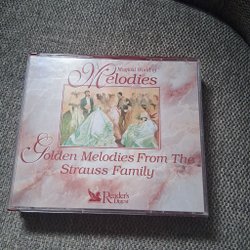 Magical World of
Melodies
Golden Melodies From The
Strauss Family
Reader's
Digest